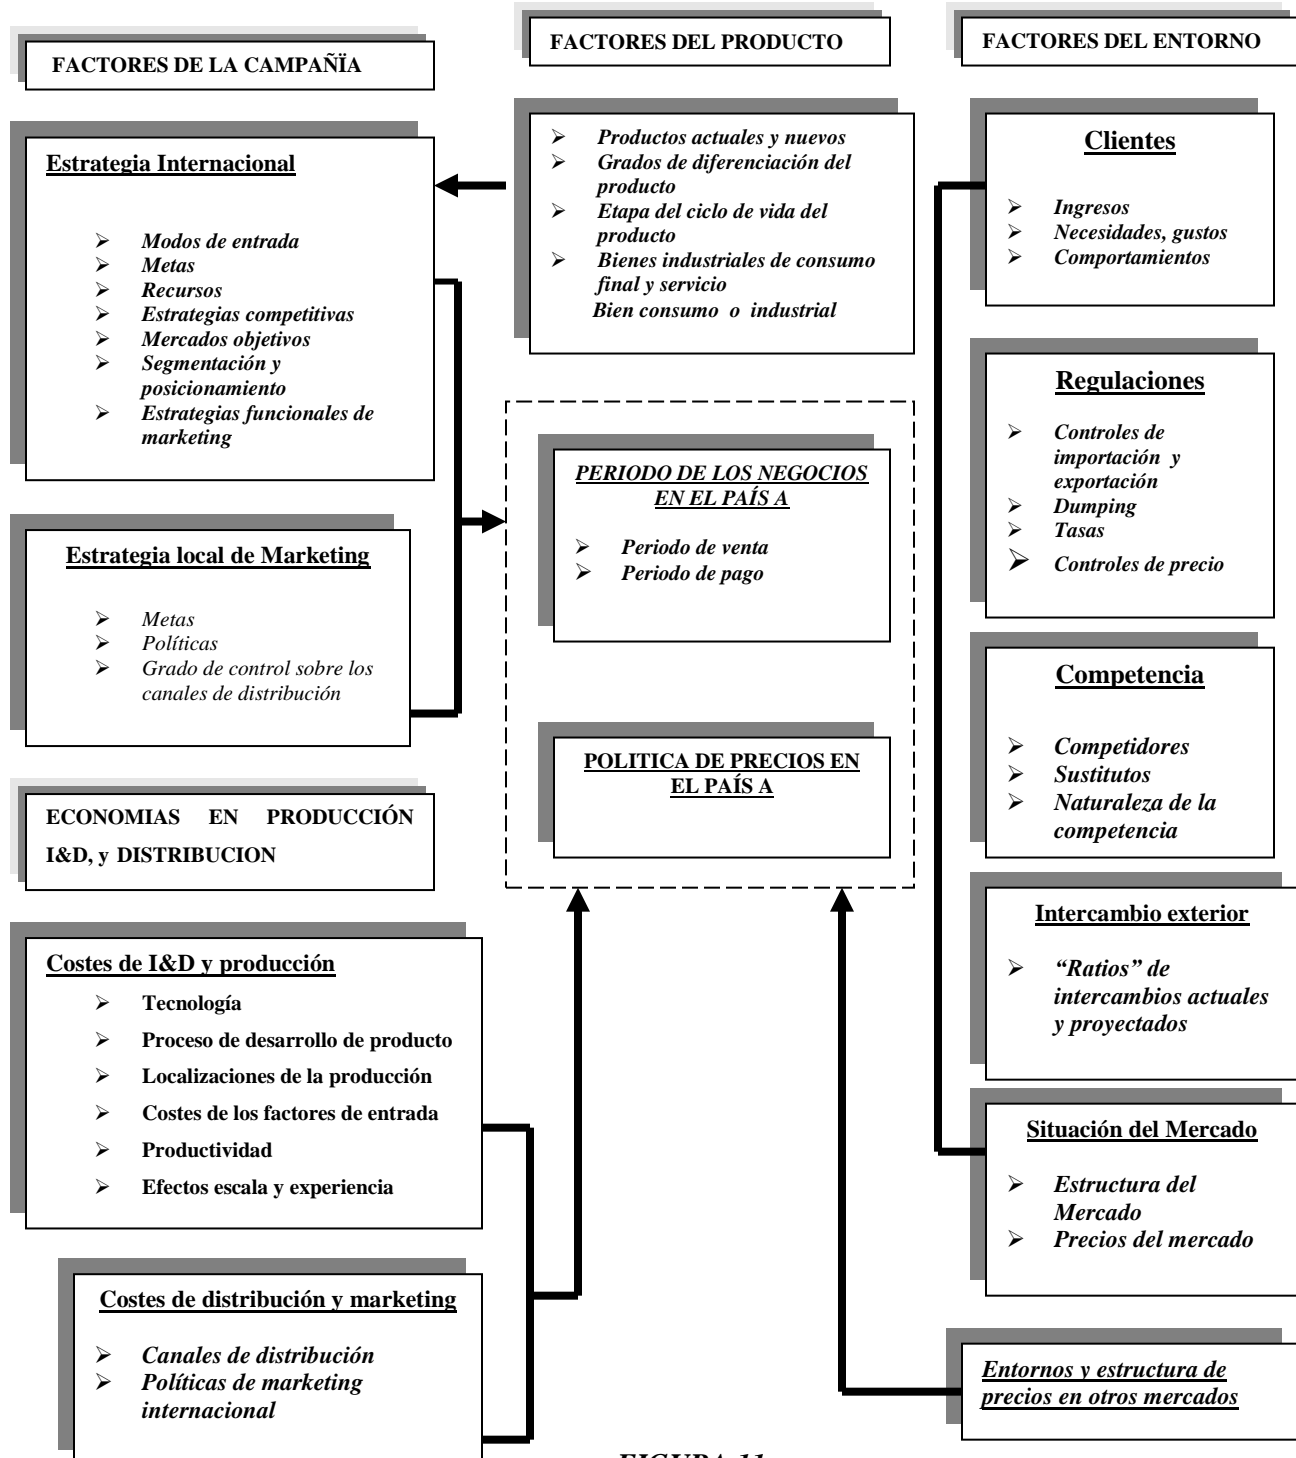 FACTORES DE LA CAMPAÑÏA
Estrategia Internacional
➢ Modos de entrada
➢ Metas
➢ Recursos
➢ Estrategias competitivas
➢ Mercados objetivos
➢ Segmentación y
posicionamiento
➢ Estrategias funcionales de
marketing
Estrategia local de Marketing
➢ Metas
➢ Políticas
➢ Grado de control sobre los
canales de distribución
ECONOMIAS EN PRODUCCIÓN
I&D, y DISTRIBUCION
Costes de I&D y producción
➢ Tecnología
➢ Proceso de desarrollo de producto
➢ Localizaciones de la producción
➢ Costes de los factores de entrada
➢ Productividad
➢ Efectos escala y experiencia
Costes de distribución y marketing
➢ Canales de distribución
➢ Políticas de marketing
internacional
FACTORES DEL PRODUCTO
➢ Productos actuales y nuevos
➢ Grados de diferenciación del
producto
➢ Etapa del ciclo de vida del
producto
➢ Bienes industriales de consumo
final y servicio
Bien consumo o industrial
PERIODO DE LOS NEGOCIOS
EN EL PAÍS A
➢ Periodo de venta
➢ Periodo de pago
POLITICA DE PRECIOS EN
EL PAÍS A
FACTORES DEL ENTORNO
Clientes
➢ Ingresos
➢ Necesidades, gustos
➢ Comportamientos
Regulaciones
➢ Controles de
importación y
exportación
➢ Dumping
➢ Tasas
➢ Controles de precio
Competencia
➢ Competidores
➢ Sustitutos
➢ Naturaleza de la
competencia
Intercambio exterior
➢ “Ratios” de
intercambios actuales
y proyectados
Situación del Mercado
➢ Estructura del
Mercado
➢ Precios del mercado
Entornos y estructura de
precios en otros mercados
FIGURA 11